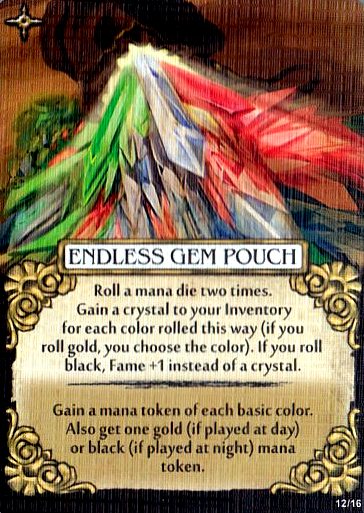 ENDLESS GEM POUCH
Roll a mana die two times.
Gain a crystal to your Inventory
for each color rolled this way (if you
roll gold, you choose the color). If you roll
black, Fame +1 instead of a crystal.
Gain a mana token of each basic color.
Also get one gold (if played at day)
or black (if played at night) mana
token.
12/16